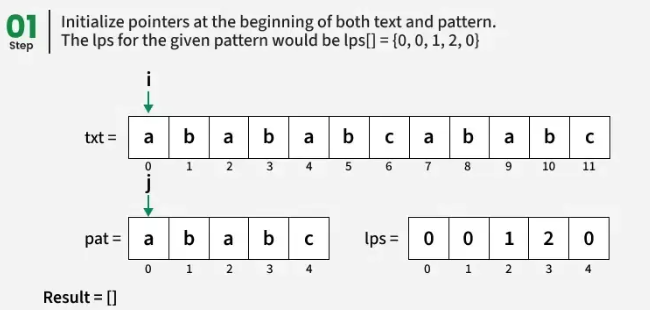 01 Initialize pointers at the beginning of both text and pattern.
Step The lps for the given pattern would be lps[] = {0, 0, 1, 2, 0}
i
txt = a b a b a b c a b a b c
0 1 2 3 4 5 6 7 8 9 10 11
j
pat = a b a b c lps = 0 0 1 2 0
0 1 2 3 4 0 1 2 3 4
Result = []